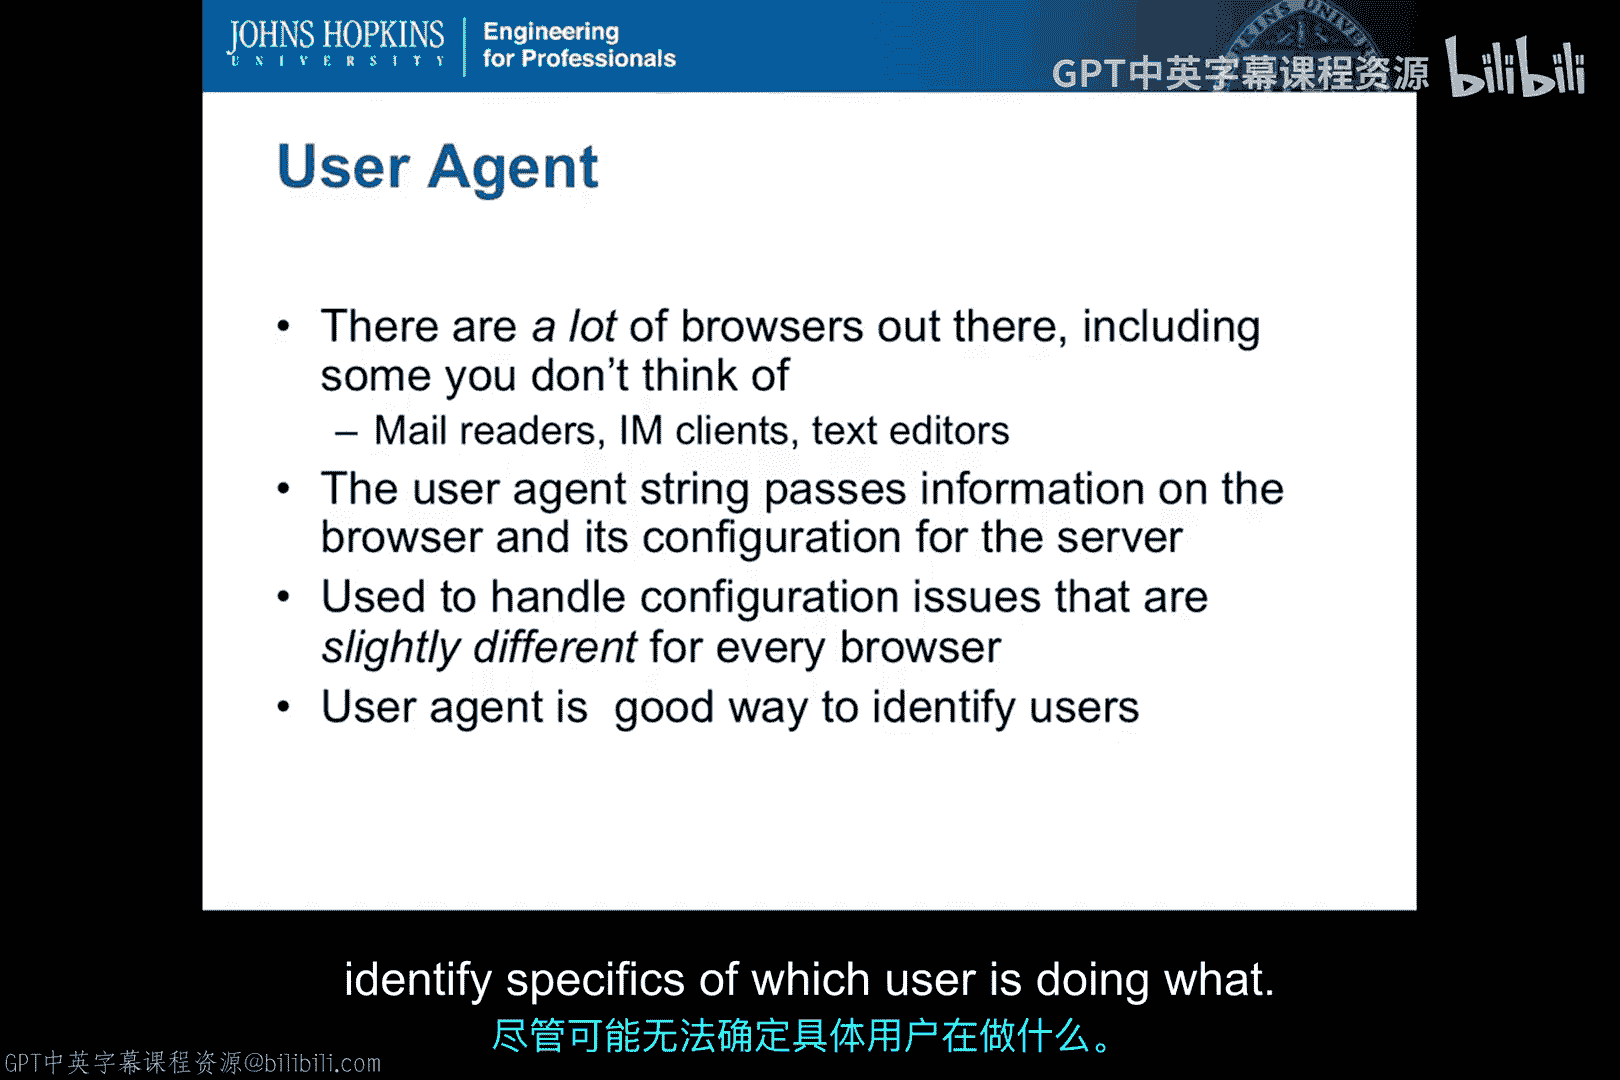 JOHNS HOPKINS
UNIVERSITY
Engineering
for Professionals
GPT中英字幕课程资源 bilibili
User Agent
• There are a lot of browsers out there, including
some you don't think of
– Mail readers, IM clients, text editors
• The user agent string passes information on the
browser and its configuration for the server
• Used to handle configuration issues that are
slightly different for every browser
• User agent is  good way to identify users
identify specifics of which user is doing what.
尽管可能无法确定具体用户在做什么。
GPT中英字幕课程资源@bilibili.com